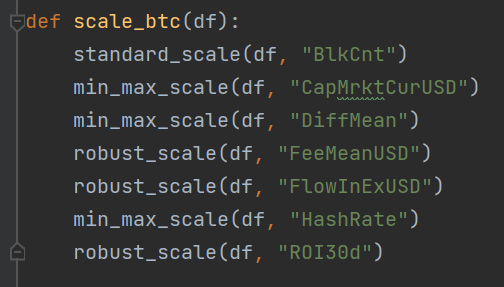 def scale_btc(df):
    standard_scale(df, "BlkCnt")
    min_max_scale(df, "CapMrktCurUSD")
    min_max_scale(df, "DiffMean")
    robust_scale(df, "FeeMeanUSD")
    robust_scale(df, "FlowInExUSD")
    min_max_scale(df, "HashRate")
    robust_scale(df, "ROI30d")